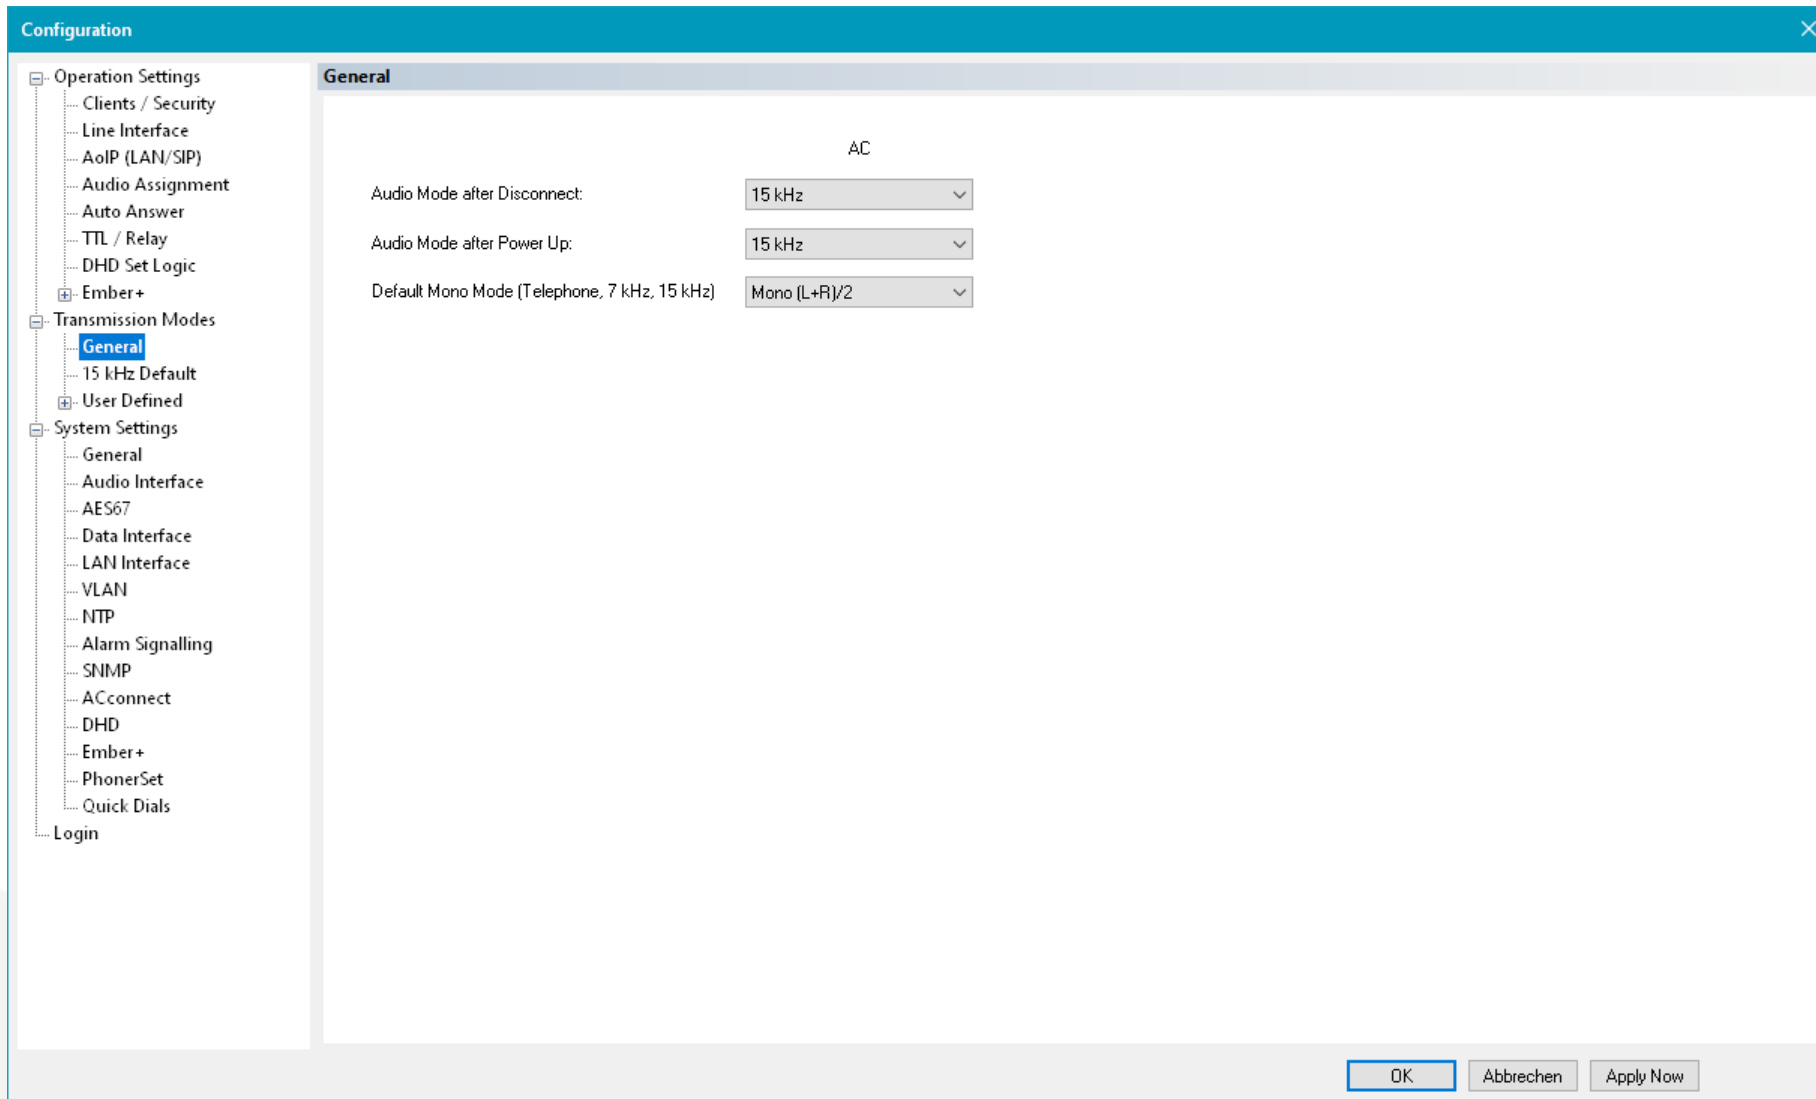 Configuration
Operation Settings
Clients / Security
Line Interface
AoIP (LAN/SIP)
Audio Assignment
Auto Answer
TTL / Relay
DHD Set Logic
Ember+
Transmission Modes
General
15 kHz Default
User Defined
System Settings
General
Audio Interface
AES67
Data Interface
LAN Interface
VLAN
NTP
Alarm Signalling
SNMP
ACconnect
DHD
Ember+
PhonerSet
Quick Dials
Login
General
AC
Audio Mode after Disconnect: 15 kHz
Audio Mode after Power Up: 15 kHz
Default Mono Mode (Telephone, 7 kHz, 15 kHz) Mono (L+R)/2
OK Abbrechen Apply Now